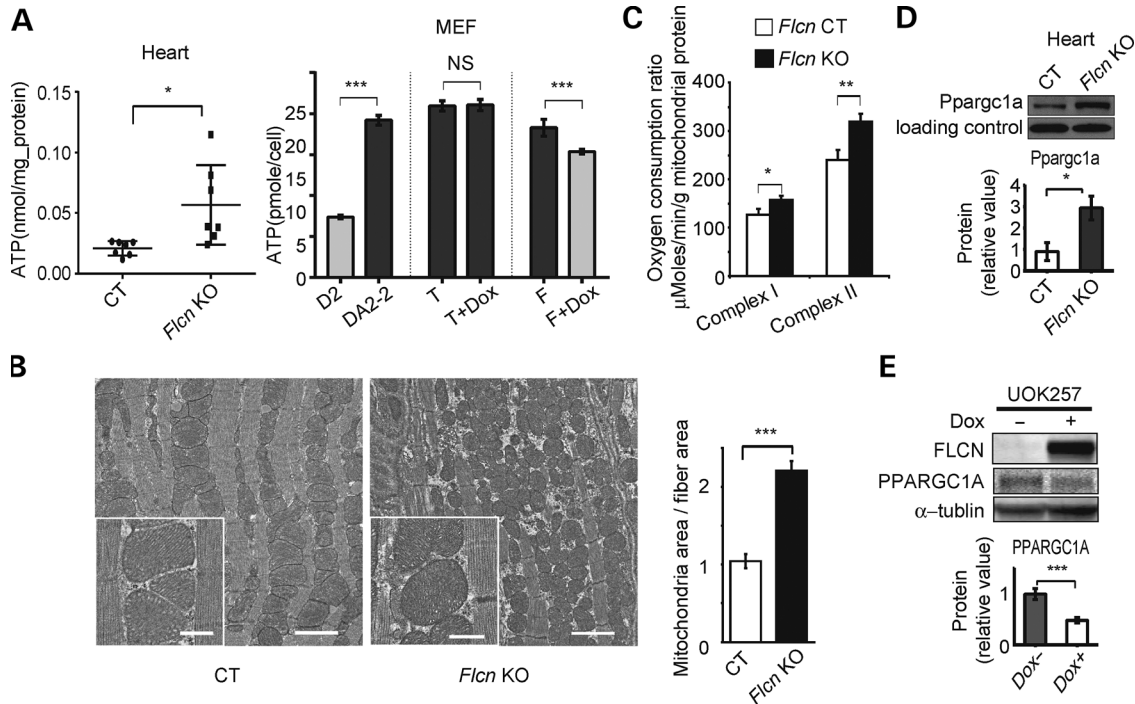 A
Heart
ATP(nmol/mg_protein)
0.15
0.10
0.05
0.00
*
CT
Flcn KO
MEF
ATP(pmole/cell)
25
20
15
10
5
0
***
NS
***
D2
DA2-2
T
T+Dox
F
F+Dox
C
Flcn CT
Flcn KO
Oxygen consumption ratio
μMoles/min/g mitochondrial protein
400
300
200
150
100
50
0
*
**
Complex I
Complex II
D
Heart
CT
Flcn KO
Ppargc1a
loading control
Ppargc1a
Protein
(relative value)
4
3
2
1
0
*
CT
Flcn KO
B
CT
Flcn KO
Mitochondria area / fiber area
2
1
0
***
CT
Flcn KO
E
UOK257
Dox – +
FLCN
PPARGC1A
α–tublin
PPARGC1A
Protein
(relative value)
1
0
***
Dox-
Dox+